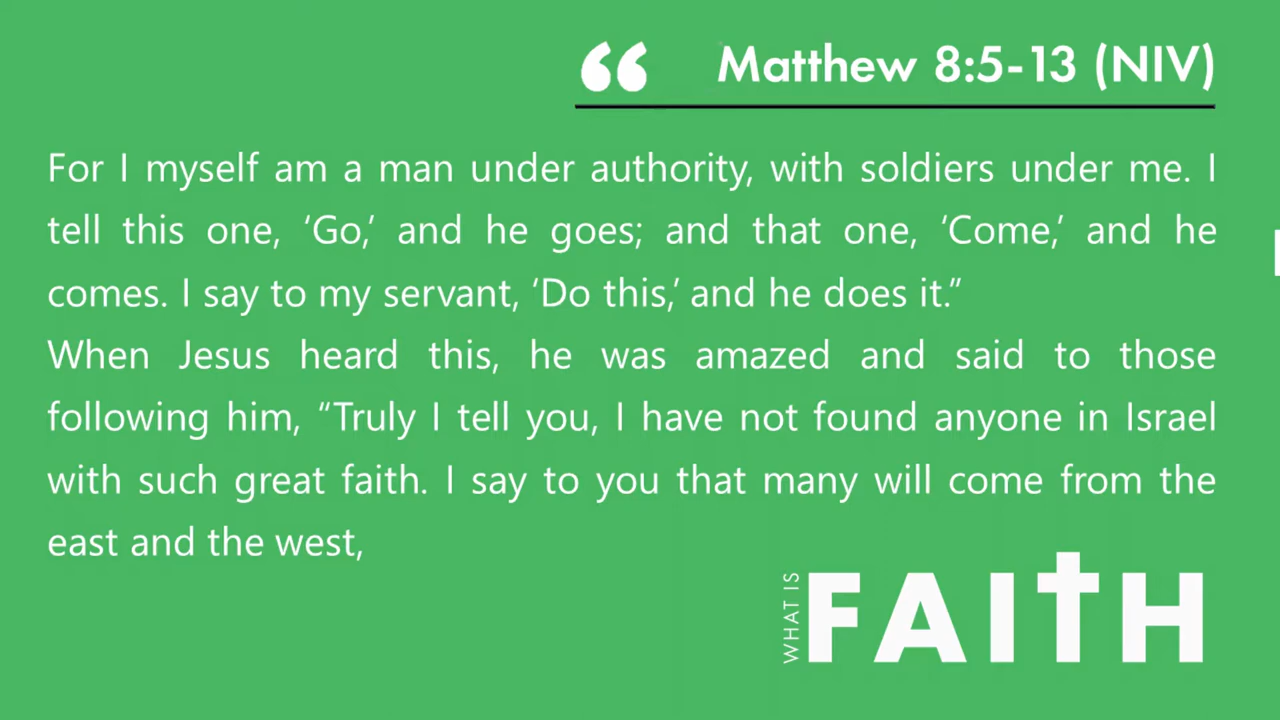 “ Matthew 8:5-13 (NIV)
For I myself am a man under authority, with soldiers under me. I
tell this one, ‘Go,’ and he goes; and that one, ‘Come,’ and he
comes. I say to my servant, ‘Do this,’ and he does it.”
When Jesus heard this, he was amazed and said to those
following him, “Truly I tell you, I have not found anyone in Israel
with such great faith. I say to you that many will come from the
east and the west,
WHAT IS
FAITH